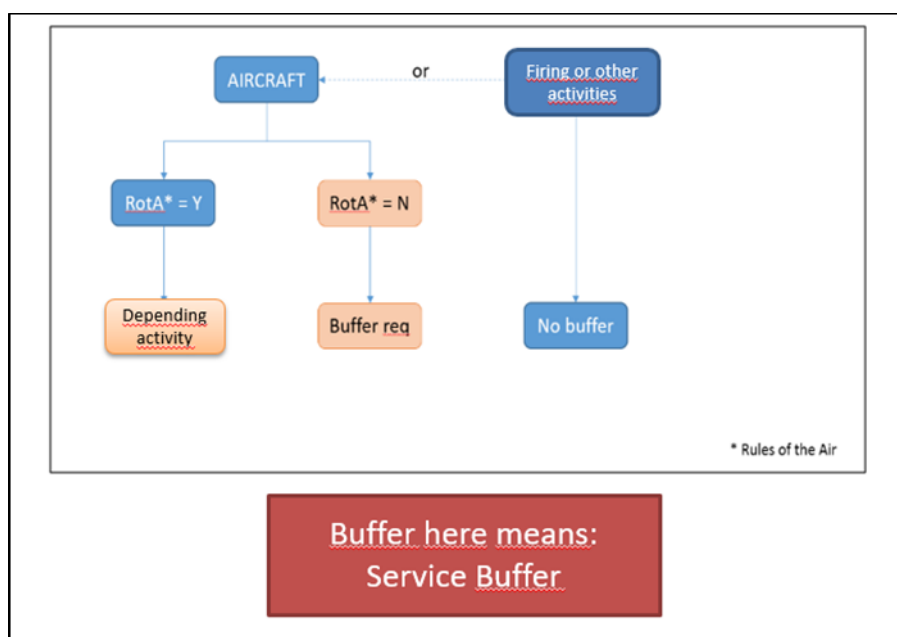 AIRCRAFT
or
Firing or other
activities
RotA* = Y
RotA* = N
Depending
activity
Buffer req
No buffer
* Rules of the Air
Buffer here means:
Service Buffer